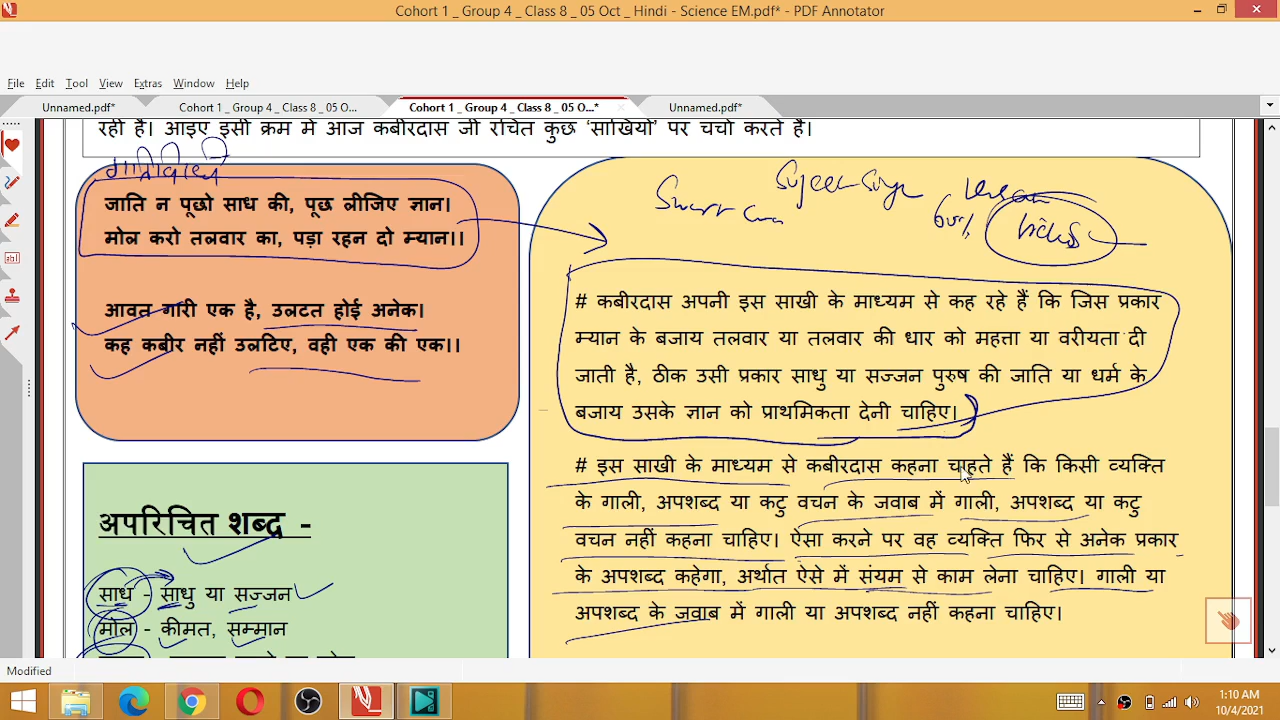 Cohort 1 _ Group 4 _ Class 8 _ 05 Oct _ Hindi - Science EM.pdf* - PDF Annotator
File Edit Tool View Extras Window Help
Unnamed.pdf* Cohort 1 _ Group 4 _ Class 8 _ 05 O... Cohort 1 _ Group 4 _ Class 8 _ 05 O...* Unnamed.pdf*
रही है। आइए इसी क्रम में आज कबीरदास जी रचित कुछ 'साखियों' पर चर्चा करते हैं।
जाति न पूछो साध की, पूछ लीजिए ज्ञान।
मोल करो तलवार का, पड़ा रहन दो म्यान।।
आवत गारी एक है, उलटत होई अनेक।
कह कबीर नहीं उलटिए, वही एक की एक।।
60%
# कबीरदास अपनी इस साखी के माध्यम से कह रहे हैं कि जिस प्रकार
म्यान के बजाय तलवार या तलवार की धार को महत्ता या वरीयता दी
जाती है, ठीक उसी प्रकार साधु या सज्जन पुरुष की जाति या धर्म के
बजाय उसके ज्ञान को प्राथमिकता देनी चाहिए।
# इस साखी के माध्यम से कबीरदास कहना चाहते हैं कि किसी व्यक्ति
के गाली, अपशब्द या कटु वचन के जवाब में गाली, अपशब्द या कटु
वचन नहीं कहना चाहिए। ऐसा करने पर वह व्यक्ति फिर से अनेक प्रकार
के अपशब्द कहेगा, अर्थात ऐसे में संयम से काम लेना चाहिए। गाली या
अपशब्द के जवाब में गाली या अपशब्द नहीं कहना चाहिए।
अपरिचित शब्द -
साध - साधु या सज्जन
मोल - कीमत, सम्मान
Modified
1:10 AM
10/4/2021